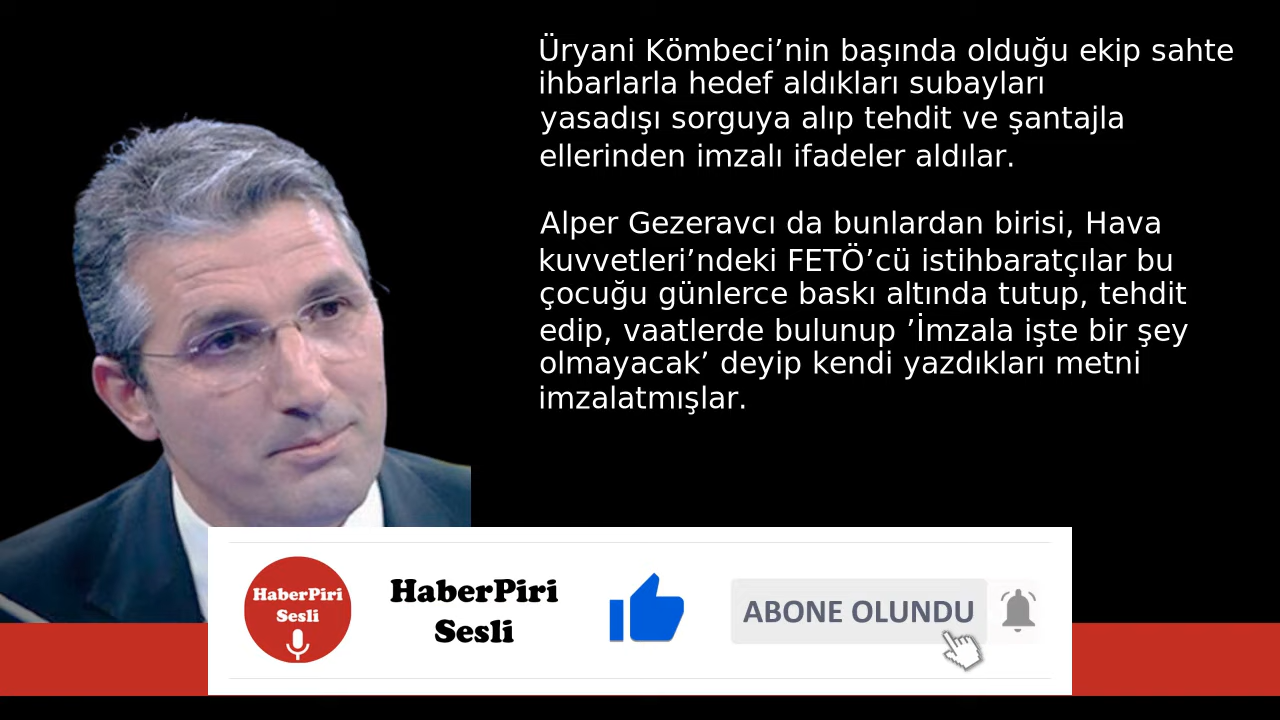 Üryani Kömbeci’nin başında olduğu ekip sahte
ihbarlarla hedef aldıkları subayları
yasadışı sorguya alıp tehdit ve şantajla
ellerinden imzalı ifadeler aldılar.
Alper Gezeravcı da bunlardan birisi, Hava
kuvvetleri’ndeki FETÖ’cü istihbaratçılar bu
çocuğu günlerce baskı altında tutup, tehdit
edip, vaatlerde bulunup ’İmzala işte bir şey
olmayacak’ deyip kendi yazdıkları metni
imzalatmışlar.
HaberPiri
Sesli
HaberPiri
Sesli
ABONE OLUNDU